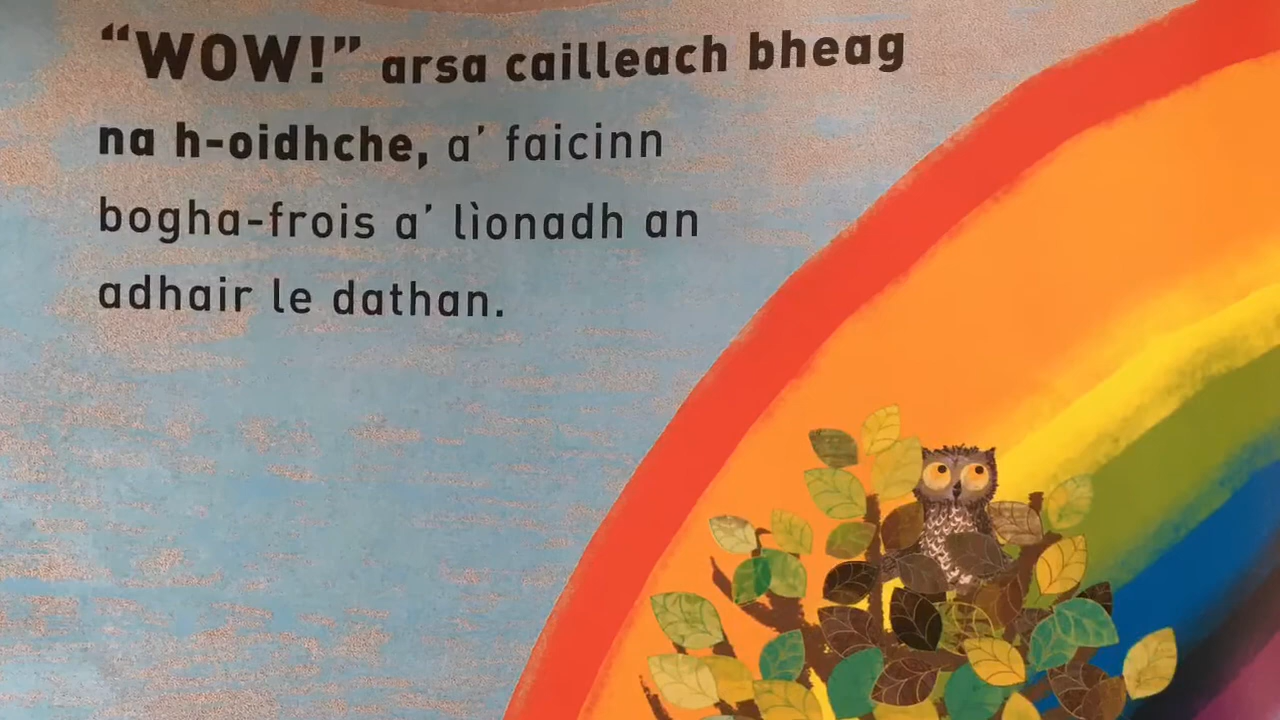 “WOW!” arsa cailleach bheag
na h-oidhche, a’ faicinn
bogha-frois a’ lìonadh an
adhair le dathan.